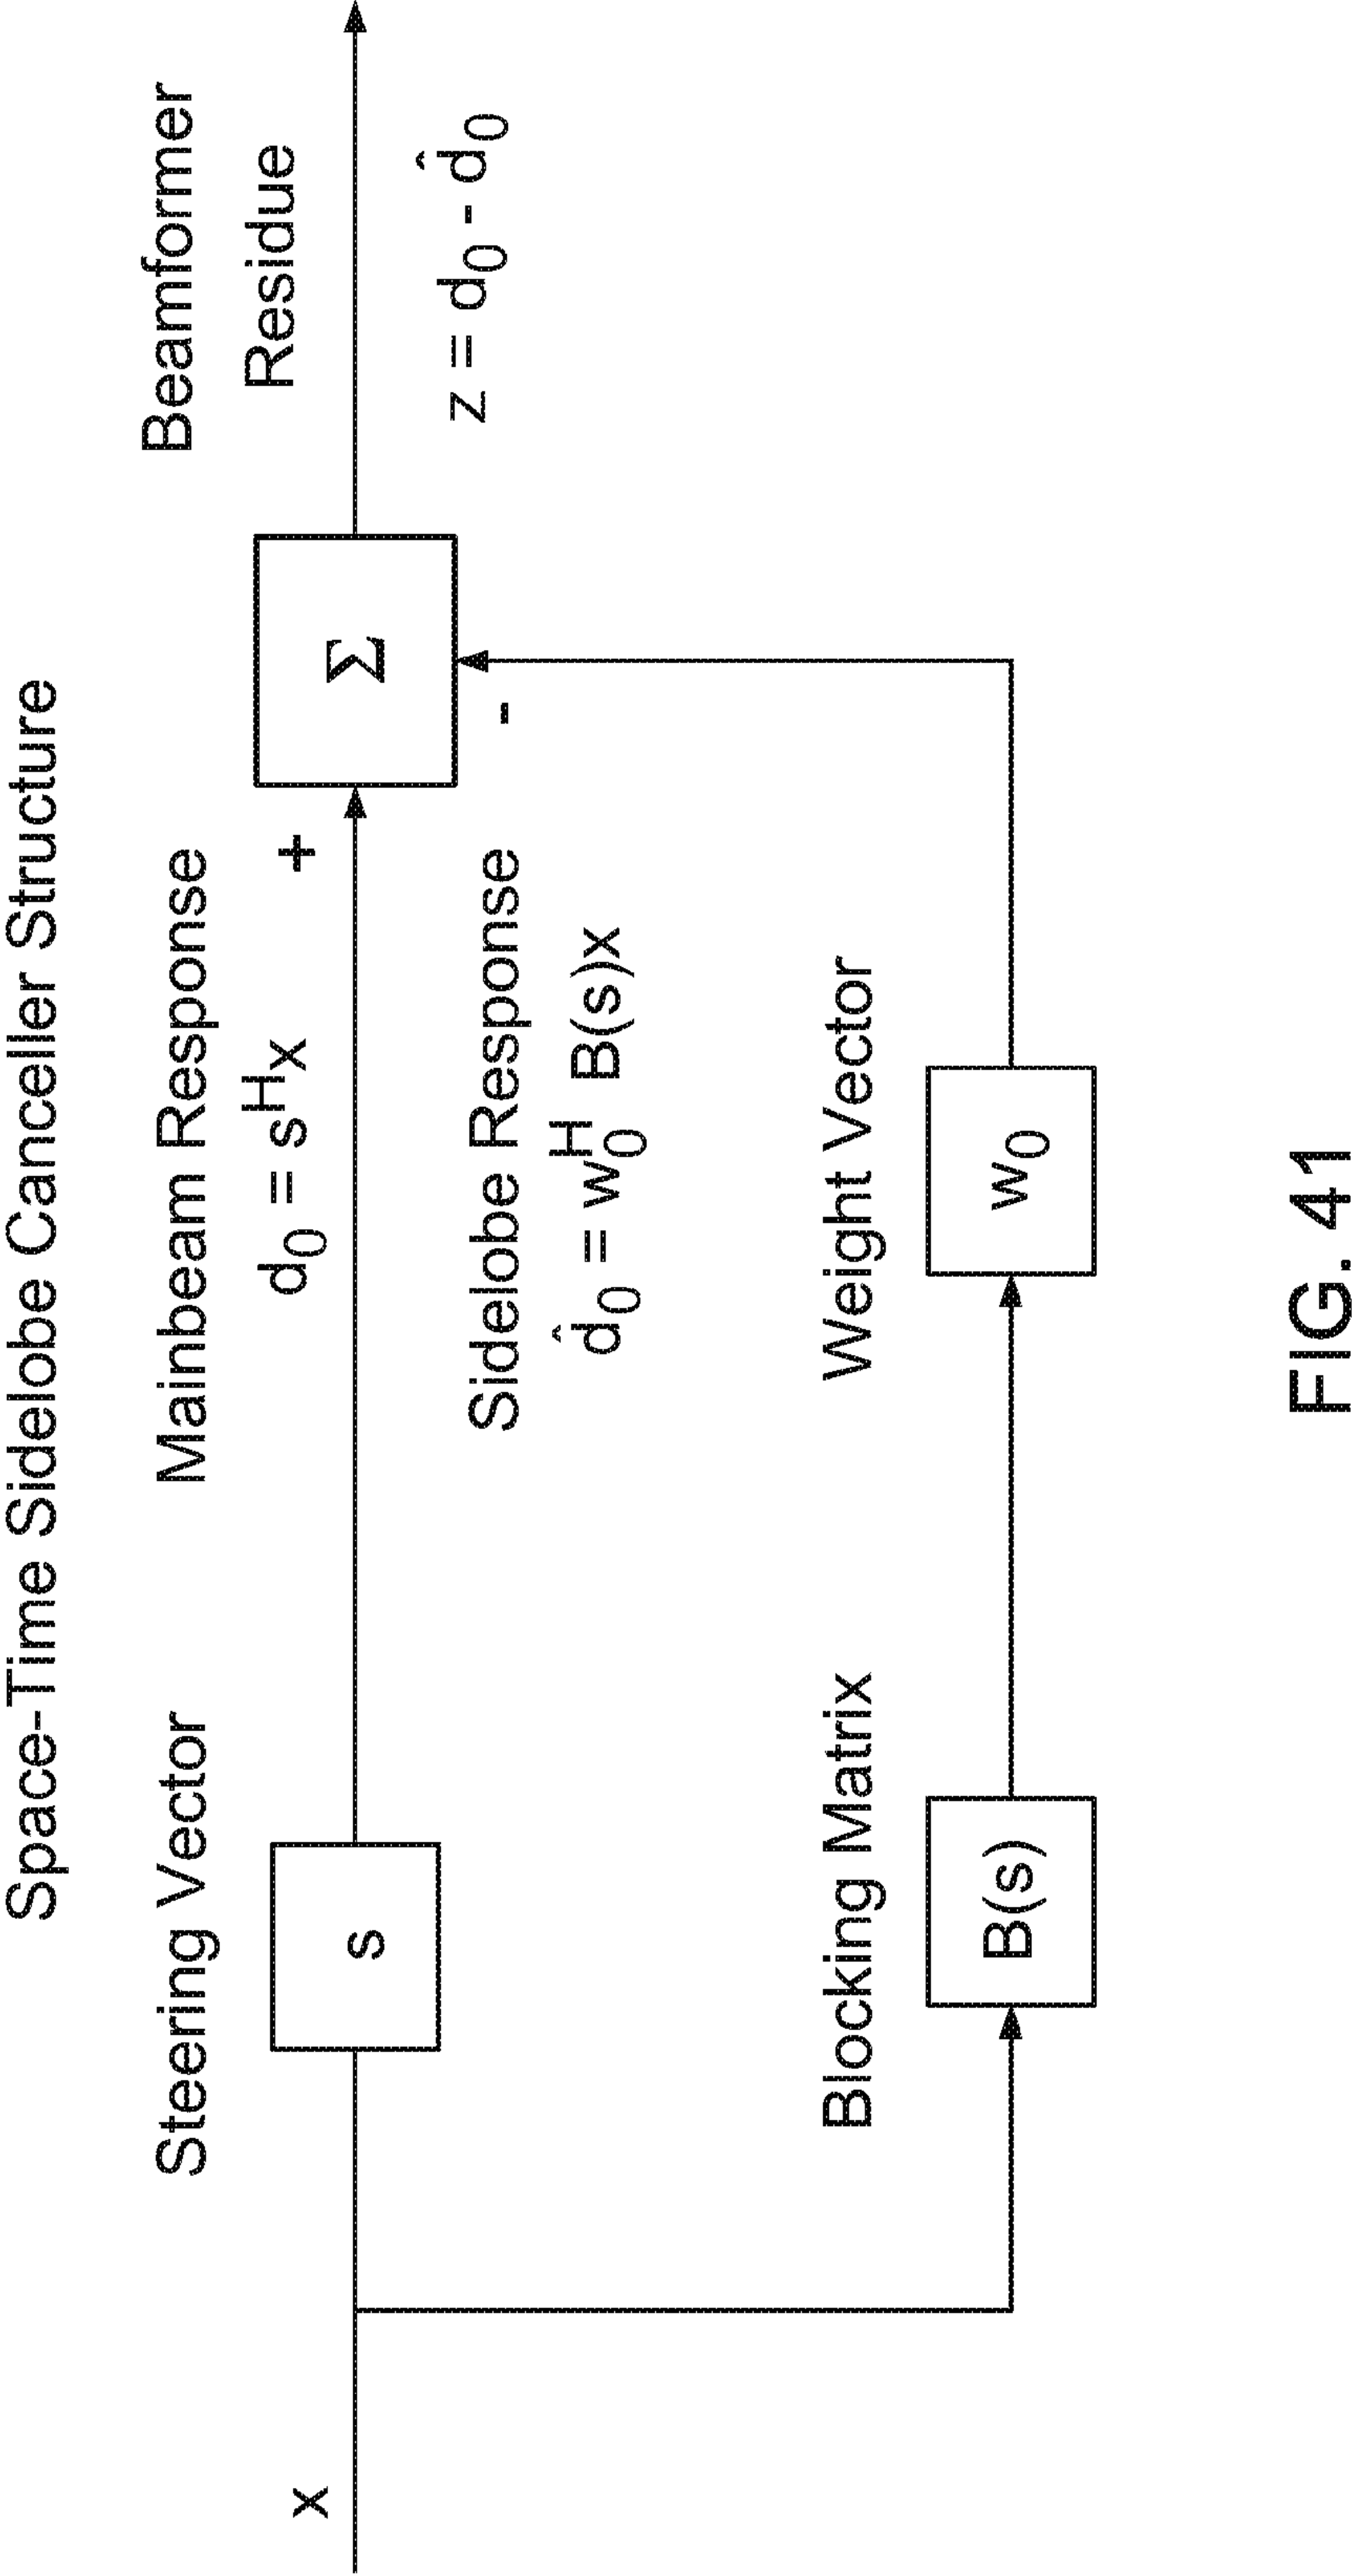 Space-Time Sidelobe Canceller Structure
Steering Vector
Mainbeam Response
Beamformer
Residue
x
s
d₀ = sᴴx
+
Σ
-
z = d₀ - d̂₀
Sidelobe Response
d̂₀ = w₀ᴴ B(s)x
Blocking Matrix
Weight Vector
B(s)
w₀
FIG. 41